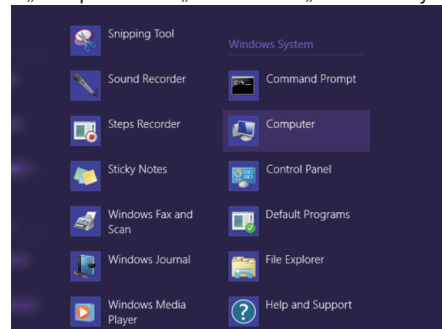 Snipping Tool
Sound Recorder
Steps Recorder
Sticky Notes
Windows Fax and
Scan
Windows Journal
Windows Media
Player
Windows System
Command Prompt
Computer
Control Panel
Default Programs
File Explorer
Help and Support